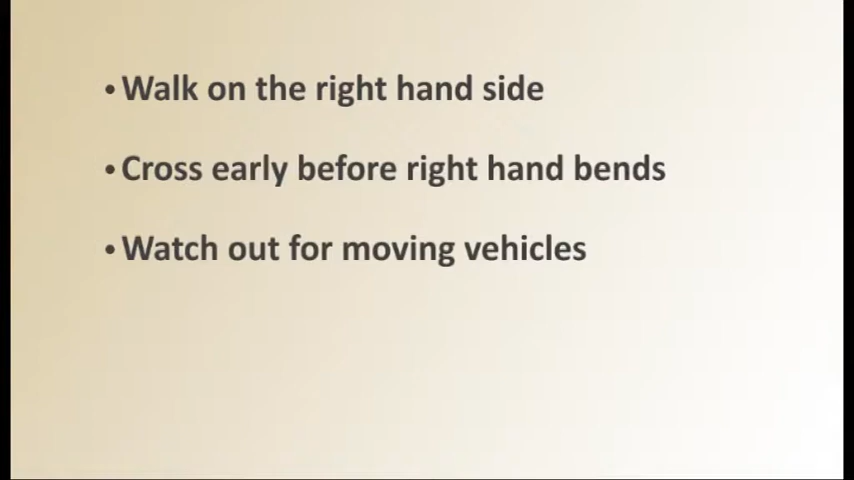 • Walk on the right hand side
• Cross early before right hand bends
• Watch out for moving vehicles